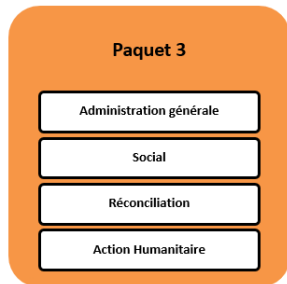 Paquet 3
Administration générale
Social
Réconciliation
Action Humanitaire